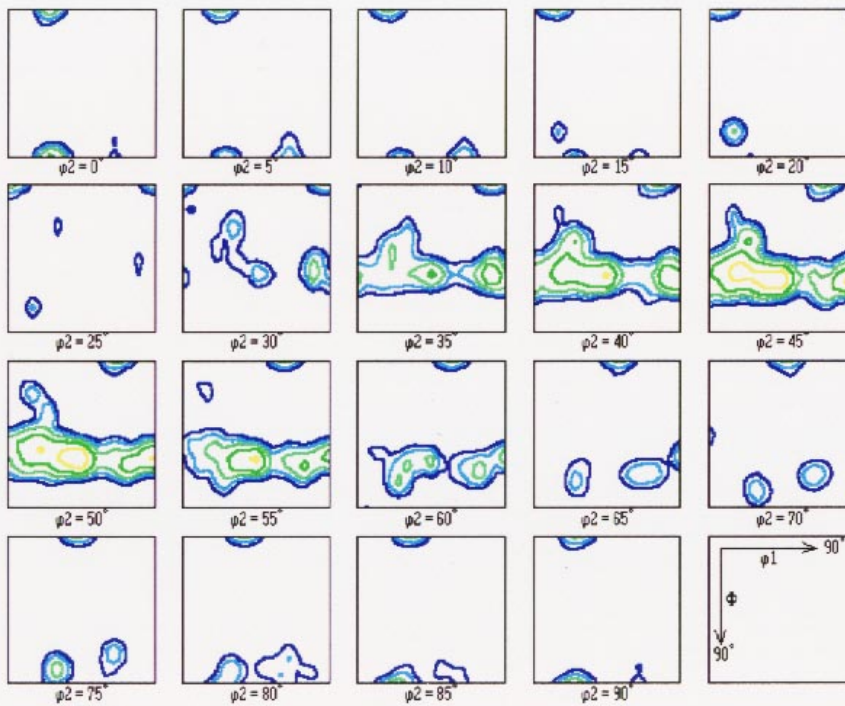 φ2 = 0° φ2 = 5° φ2 = 10° φ2 = 15° φ2 = 20°
φ2 = 25° φ2 = 30° φ2 = 35° φ2 = 40° φ2 = 45°
φ2 = 50° φ2 = 55° φ2 = 60° φ2 = 65° φ2 = 70°
90°
φ1
Φ
90°
φ2 = 75° φ2 = 80° φ2 = 85° φ2 = 90°